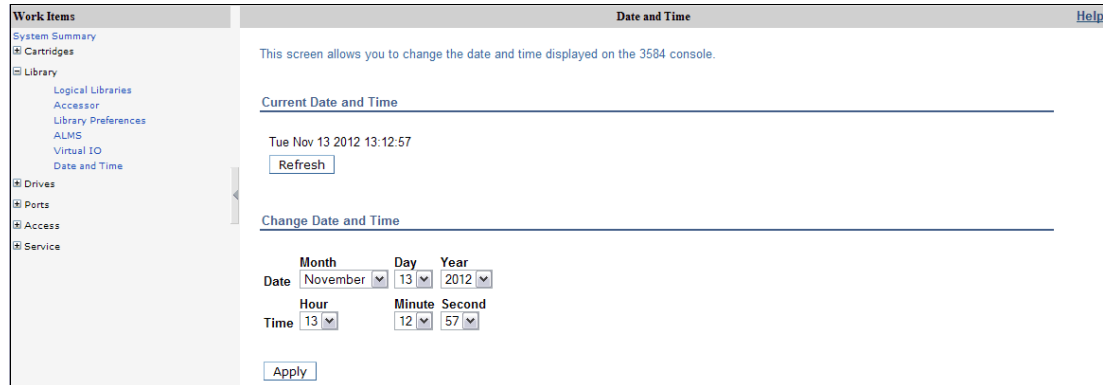 Work Items
Date and Time
Help
System Summary
Cartridges
Library
Logical Libraries
Accessor
Library Preferences
ALMS
Virtual IO
Date and Time
Drives
Ports
Access
Service
This screen allows you to change the date and time displayed on the 3584 console.
Current Date and Time
Tue Nov 13 2012 13:12:57
Refresh
Change Date and Time
Month Day Year
Date November 13 2012
Hour Minute Second
Time 13 12 57
Apply